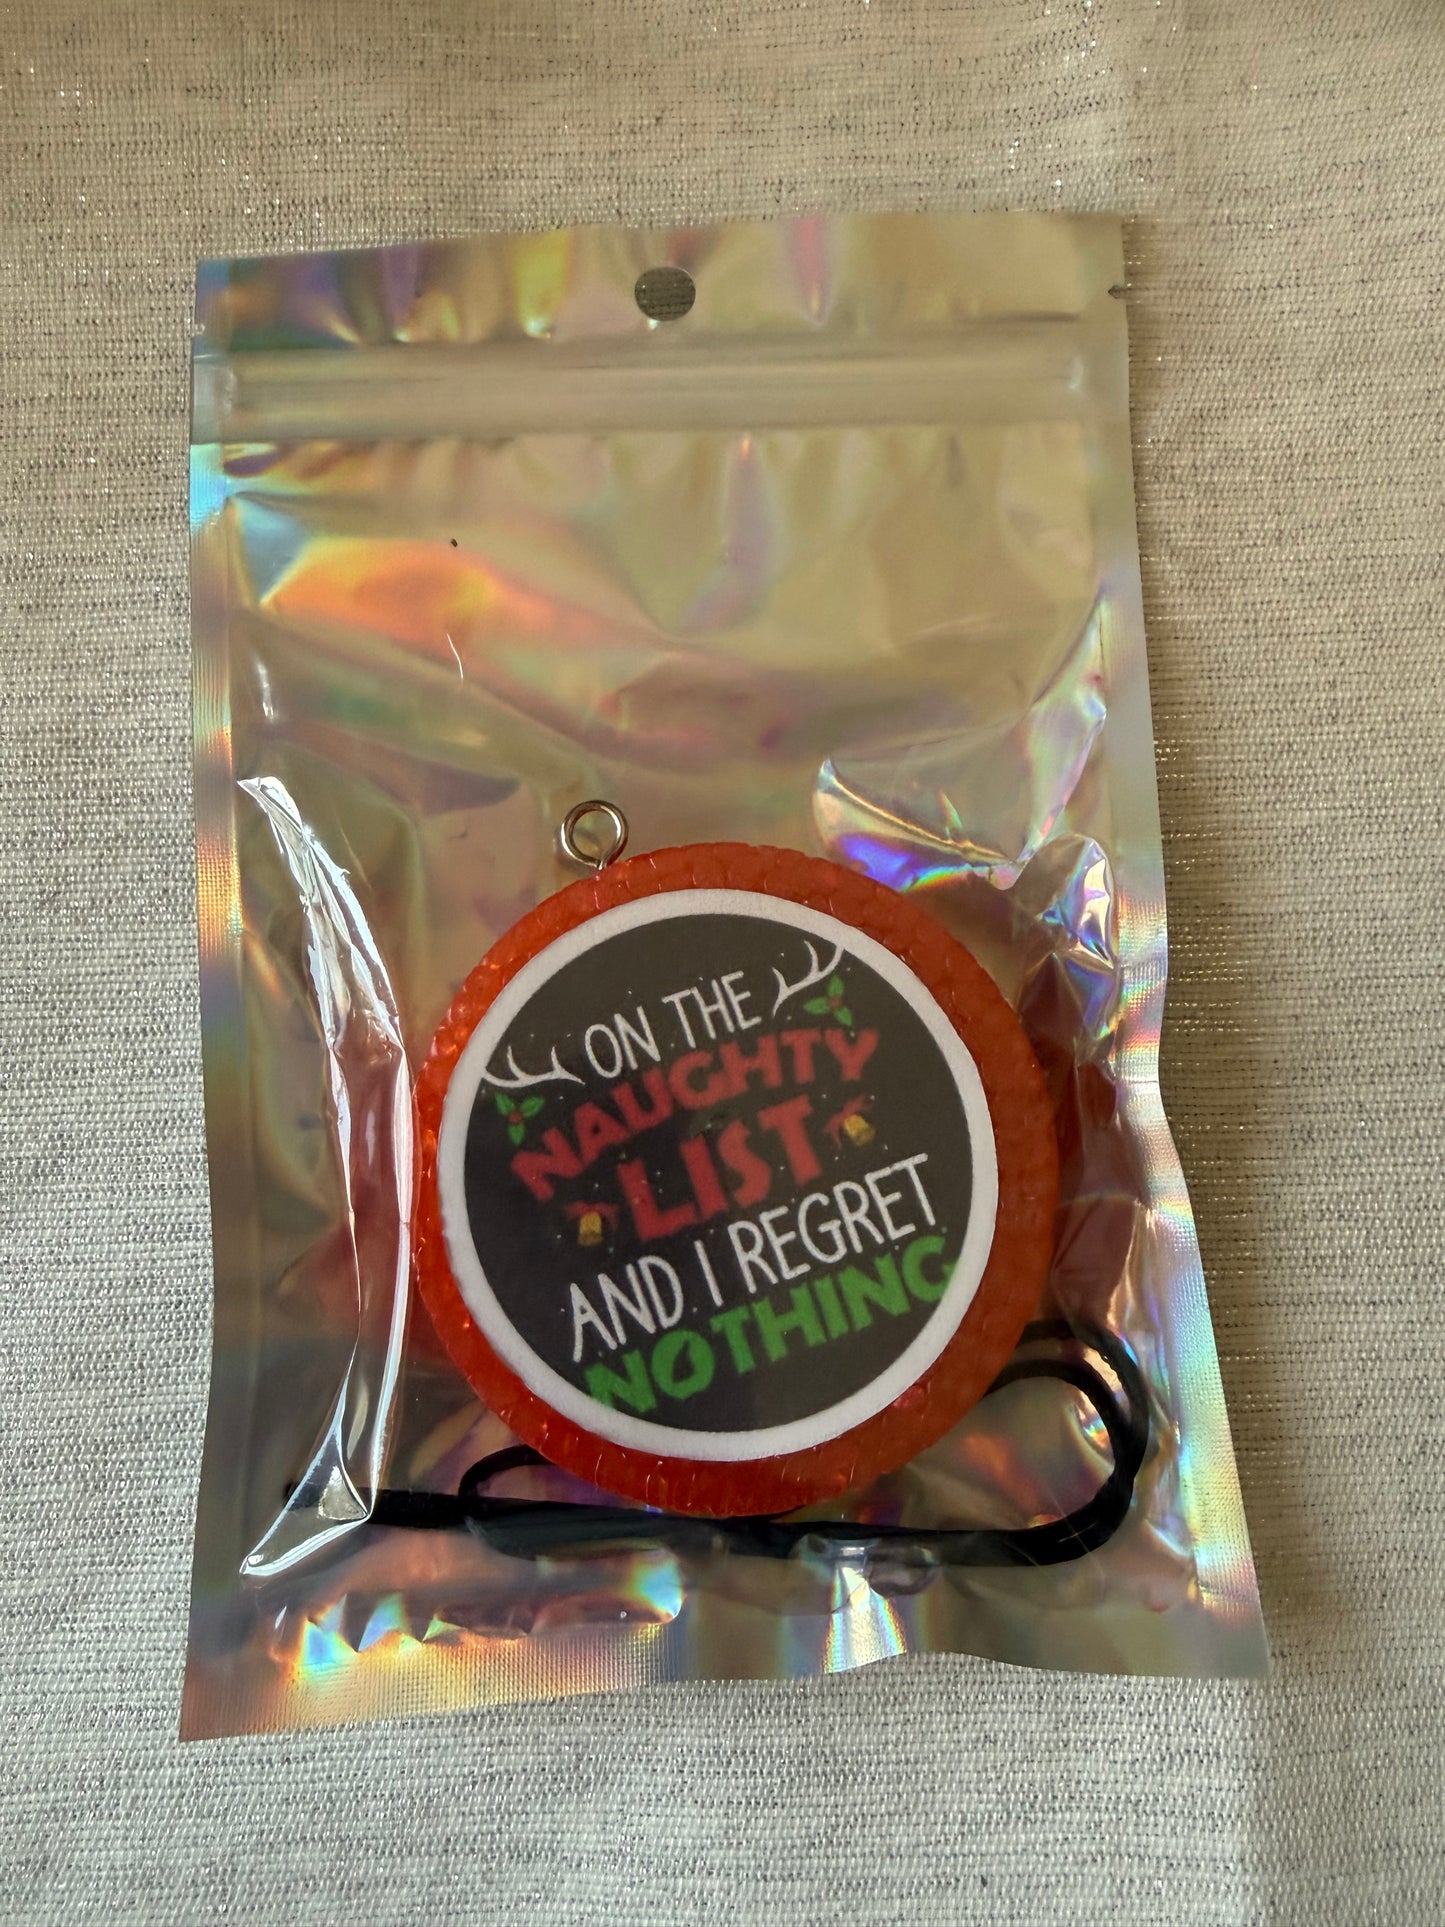 ON THE
NAUGHTY
LIST
AND I REGRET
NOTHING